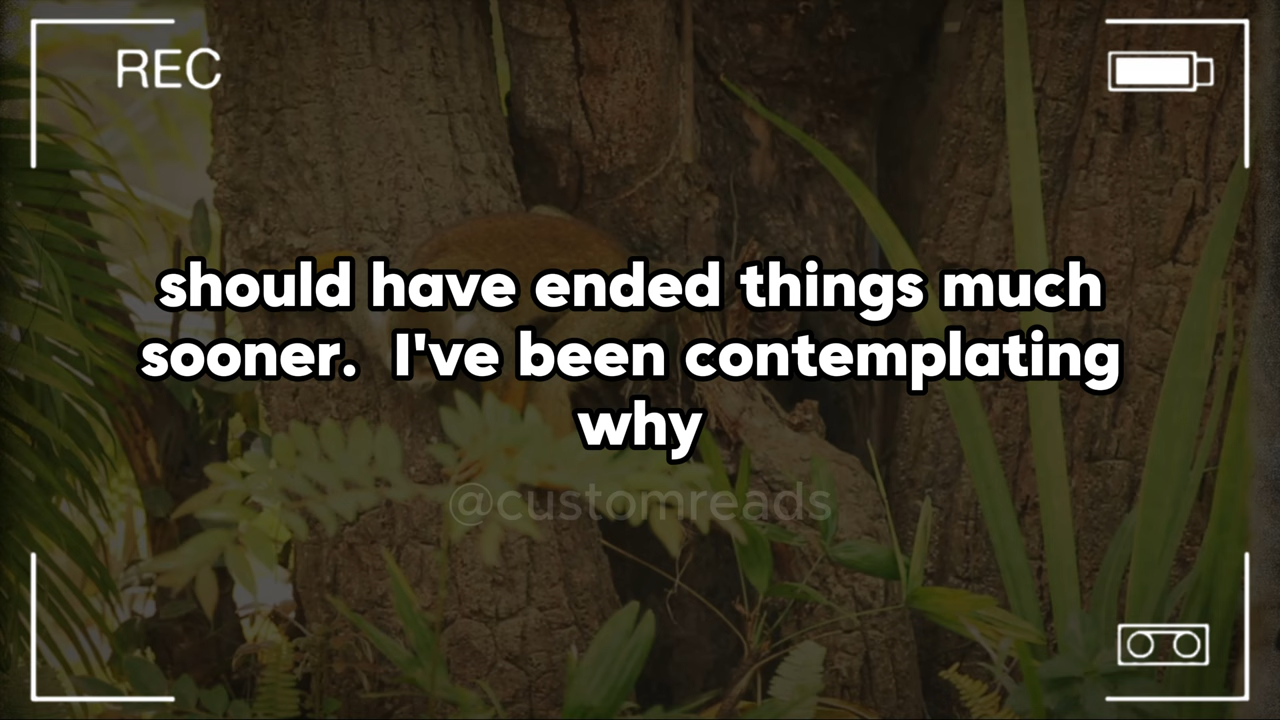 REC
should have ended things much
sooner.  I've been contemplating
why
@customreads